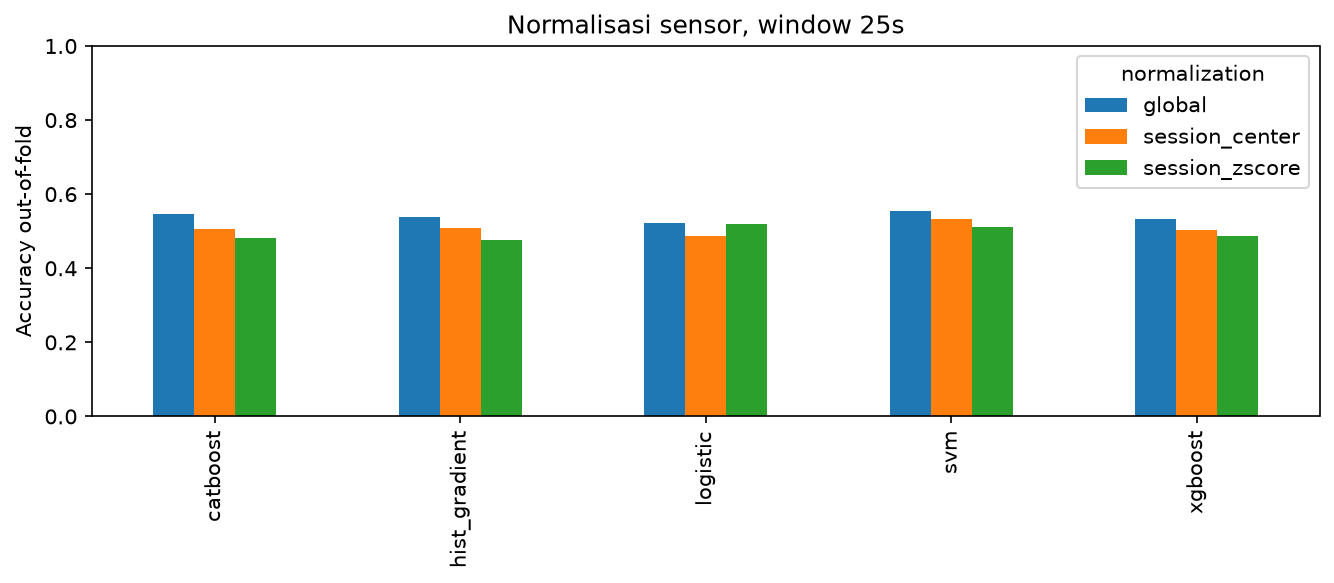 Normalisasi sensor, window 25s
Accuracy out-of-fold
1.0
0.8
0.6
0.4
0.2
0.0
normalization
global
session_center
session_zscore
catboost
hist_gradient
logistic
svm
xgboost